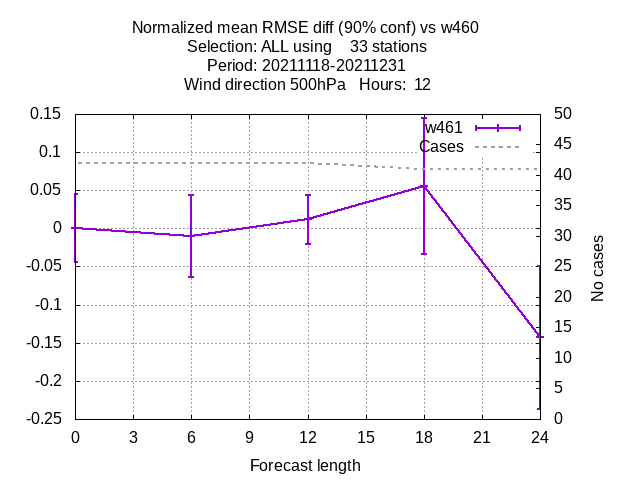 Normalized mean RMSE diff (90% conf) vs w460
Selection: ALL using 33 stations
Period: 20211118-20211231
Wind direction 500hPa Hours: 12
w461
Cases
0.15
0.1
0.05
0
-0.05
-0.1
-0.15
-0.2
-0.25
50
45
40
35
30
25
20
15
10
5
0
No cases
0 3 6 9 12 15 18 21 24
Forecast length